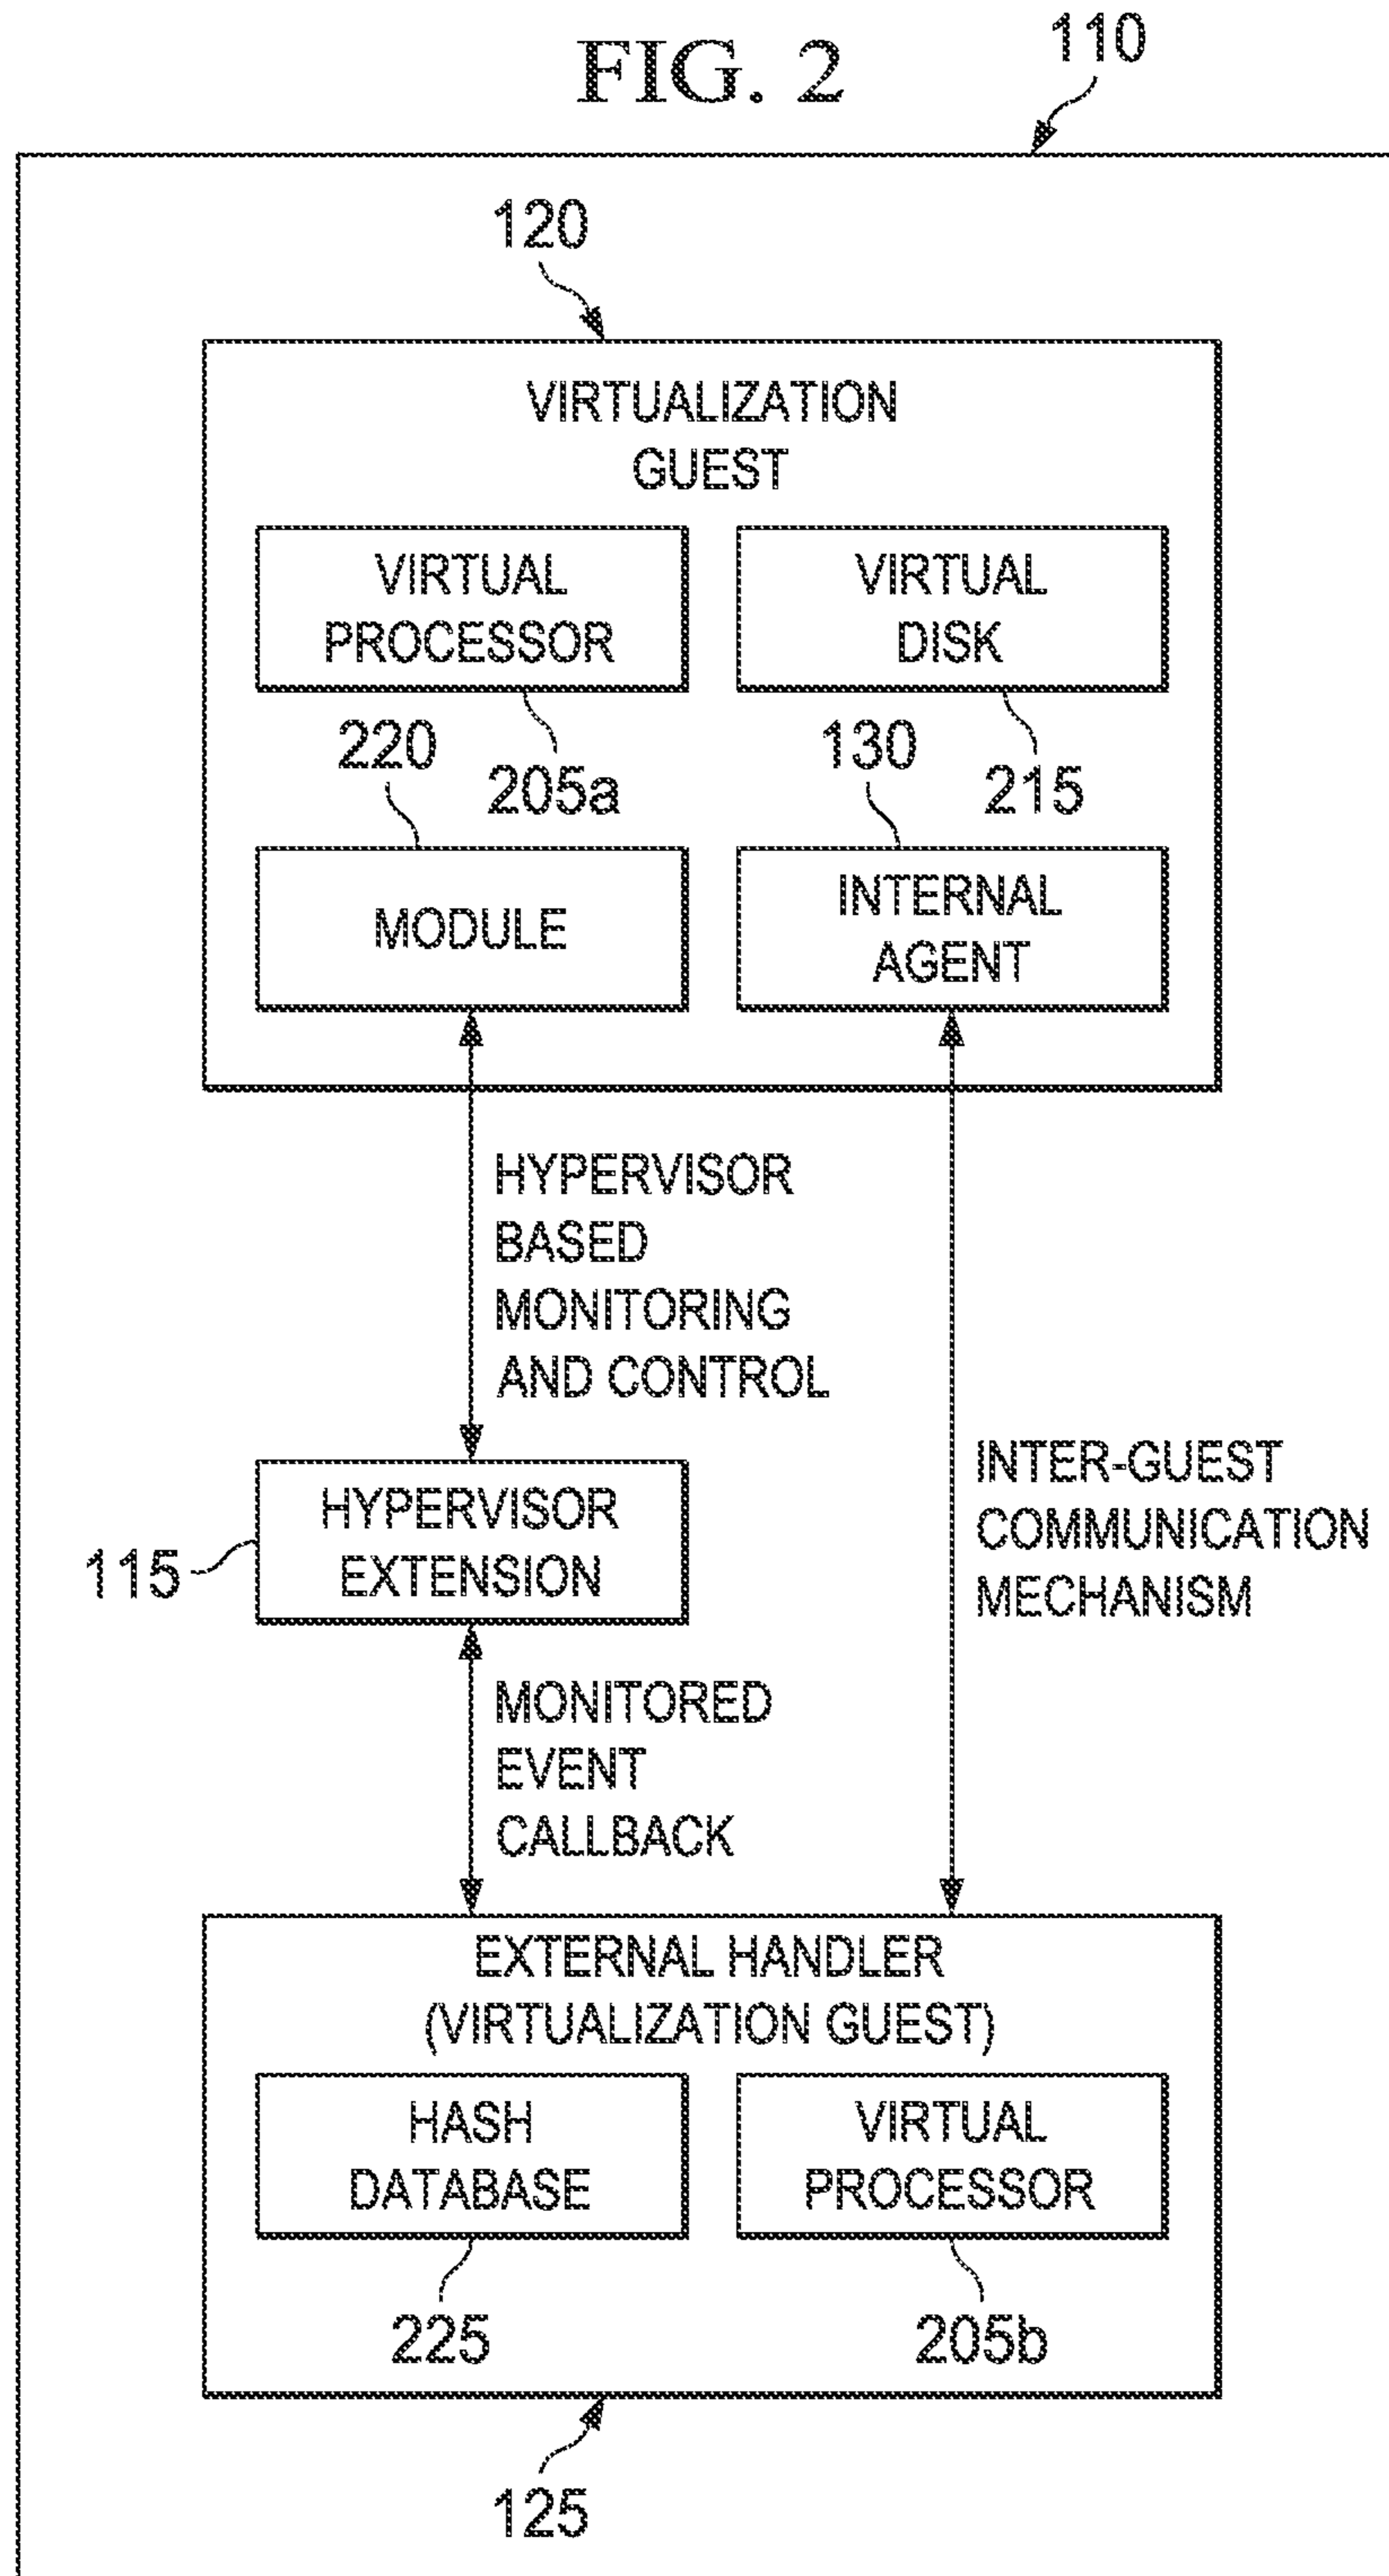 FIG. 2
110
120
VIRTUALIZATION
GUEST
VIRTUAL
PROCESSOR
VIRTUAL
DISK
220
205a
130
215
MODULE
INTERNAL
AGENT
HYPERVISOR
BASED
MONITORING
AND CONTROL
INTER-GUEST
COMMUNICATION
MECHANISM
HYPERVISOR
EXTENSION
115
MONITORED
EVENT
CALLBACK
EXTERNAL HANDLER
(VIRTUALIZATION GUEST)
HASH
DATABASE
VIRTUAL
PROCESSOR
225
205b
125